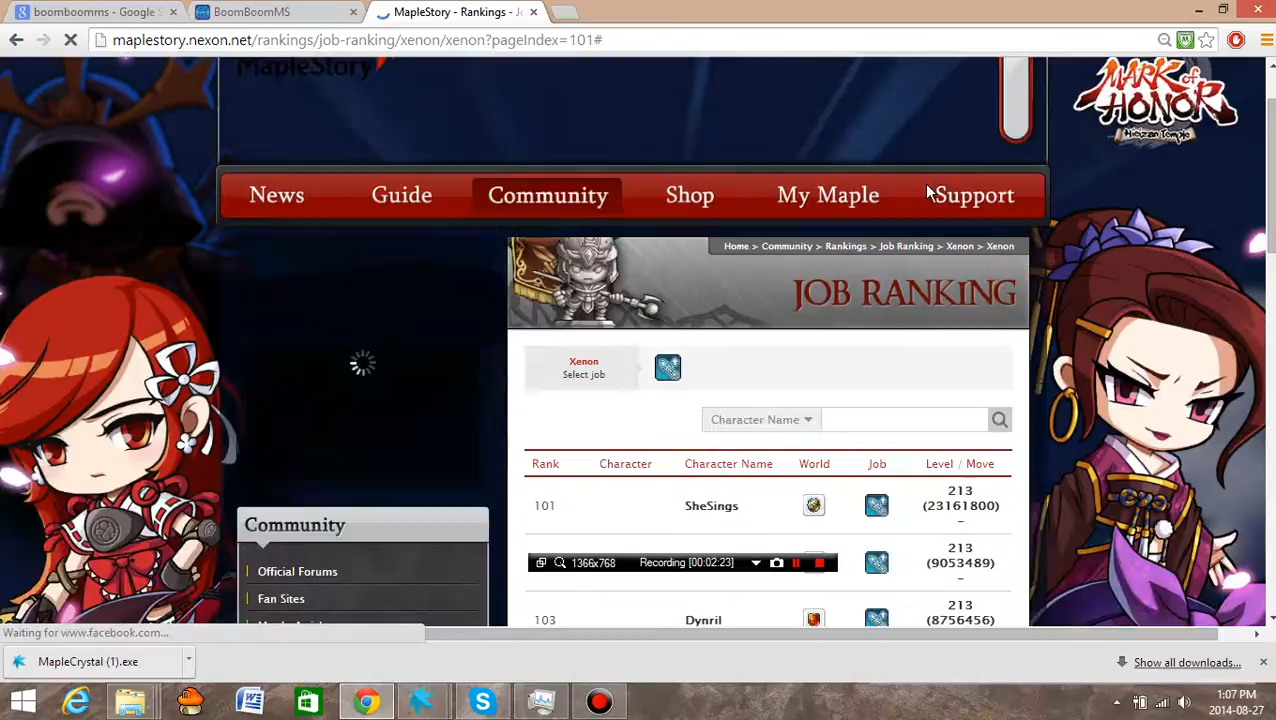 boomboomms - Google S
BoomBoomMS
MapleStory - Rankings - Jo
maplestory.nexon.net/rankings/job-ranking/xenon/xenon?pageIndex=101#
MapleStory
MARK of HONOR
News Guide Community Shop My Maple Support
Home > Community > Rankings > Job Ranking > Xenon > Xenon
JOB RANKING
Xenon
Select job
Character Name
Rank Character Character Name World Job Level / Move
213
101 SheSings (23161800)
–
213
1366x768 Recording [00:02:23] (9053489)
–
605
213
103 Dynril (8756456)
Community
Official Forums
Fan Sites
Waiting for www.facebook.com...
MapleCrystal (1).exe
Show all downloads...
1:07 PM
2014-08-27